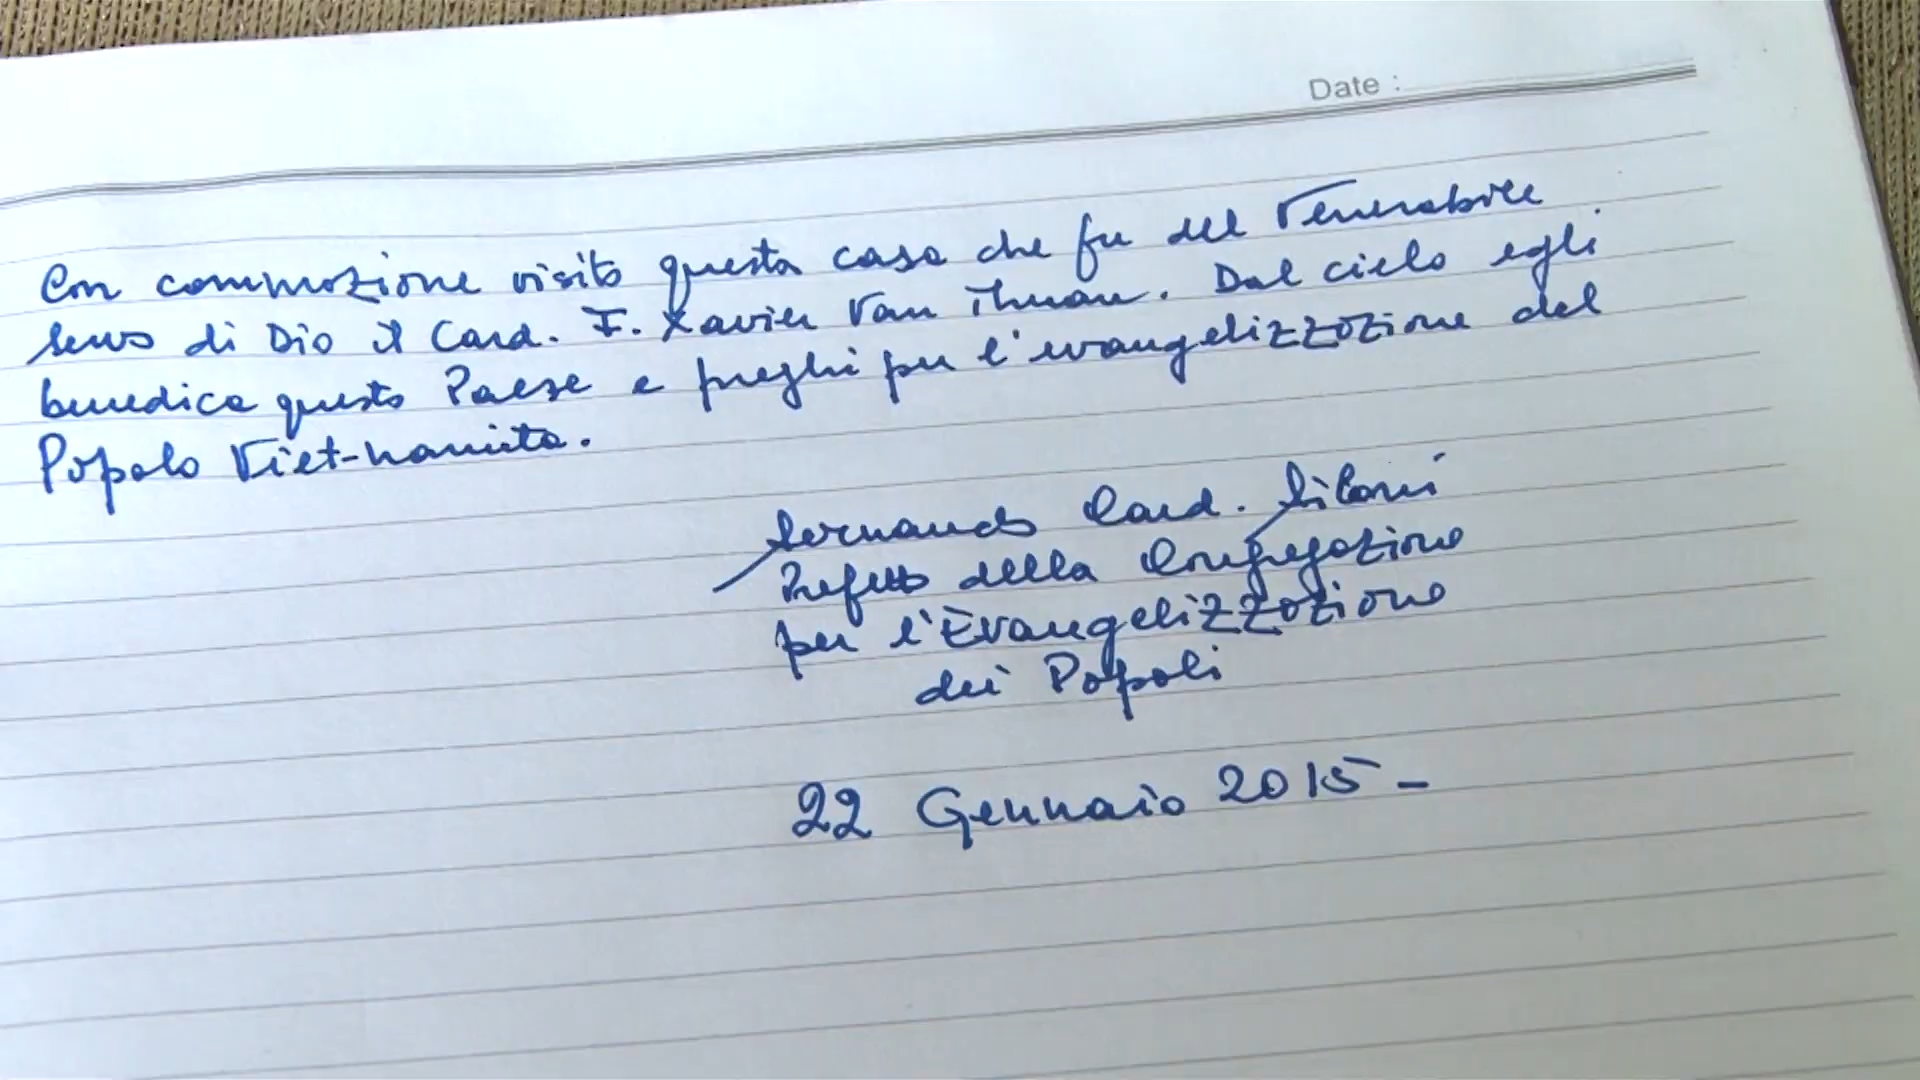 Date :
Con commozione visito questa casa che fu del Venerabile
Servo di Dio il Card. F. Xavier Van Thuan. Dal cielo egli
benedica questo Paese e preghi per l'evangelizzazione del
Popolo Viet-namita.
Fernando Card. Filoni
Prefetto della Congregazione
per l'Evangelizzazione
dei Popoli
22 Gennaio 2015 -